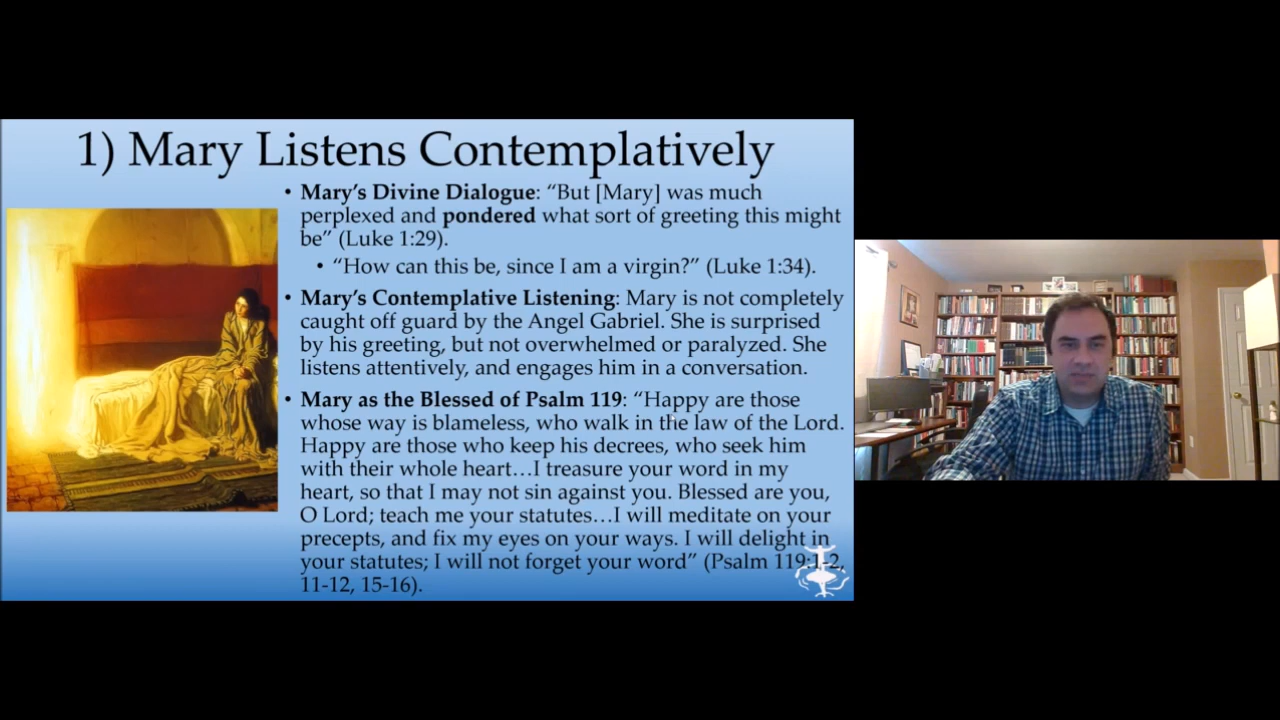 1) Mary Listens Contemplatively
• Mary’s Divine Dialogue: “But [Mary] was much
perplexed and pondered what sort of greeting this might
be” (Luke 1:29).
• “How can this be, since I am a virgin?” (Luke 1:34).
• Mary’s Contemplative Listening: Mary is not completely
caught off guard by the Angel Gabriel. She is surprised
by his greeting, but not overwhelmed or paralyzed. She
listens attentively, and engages him in a conversation.
• Mary as the Blessed of Psalm 119: “Happy are those
whose way is blameless, who walk in the law of the Lord.
Happy are those who keep his decrees, who seek him
with their whole heart…I treasure your word in my
heart, so that I may not sin against you. Blessed are you,
O Lord; teach me your statutes…I will meditate on your
precepts, and fix my eyes on your ways. I will delight in
your statutes; I will not forget your word” (Psalm 119:1-2,
11-12, 15-16).